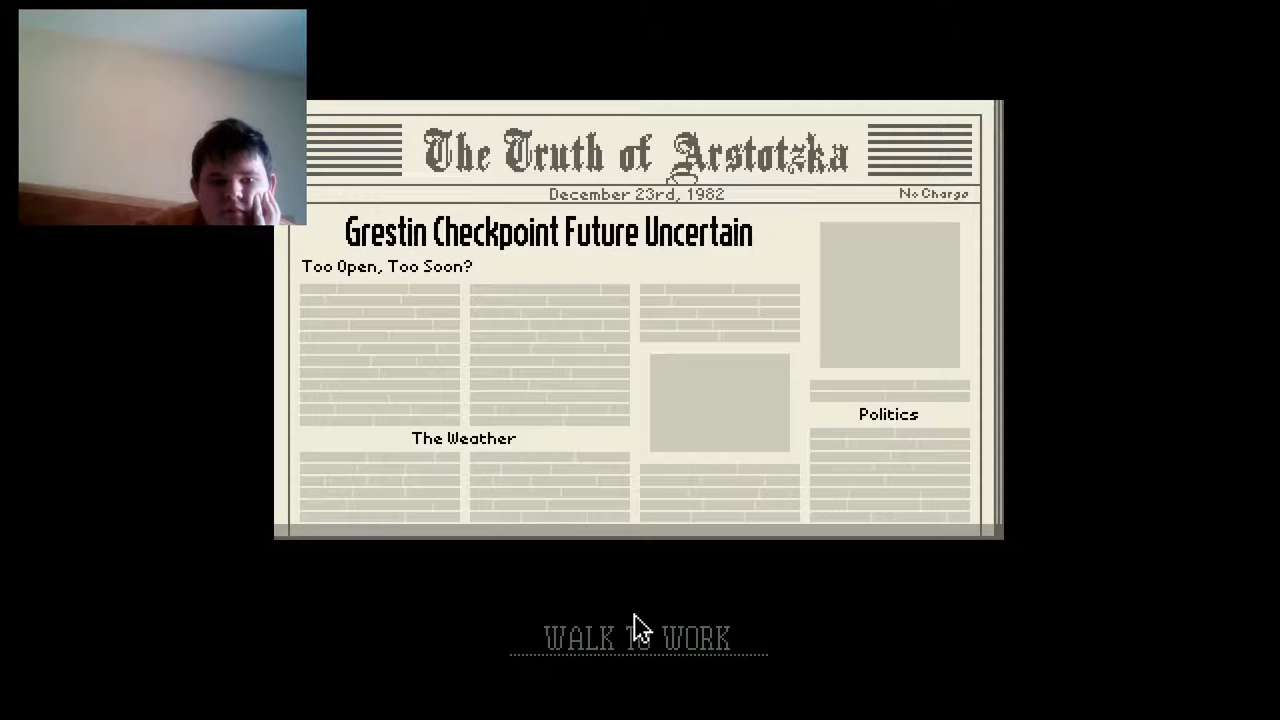 The Truth of Arstotzka
December 23rd, 1982
No Charge
Grestin Checkpoint Future Uncertain
Too Open, Too Soon?
Politics
The Weather
WALK TO WORK